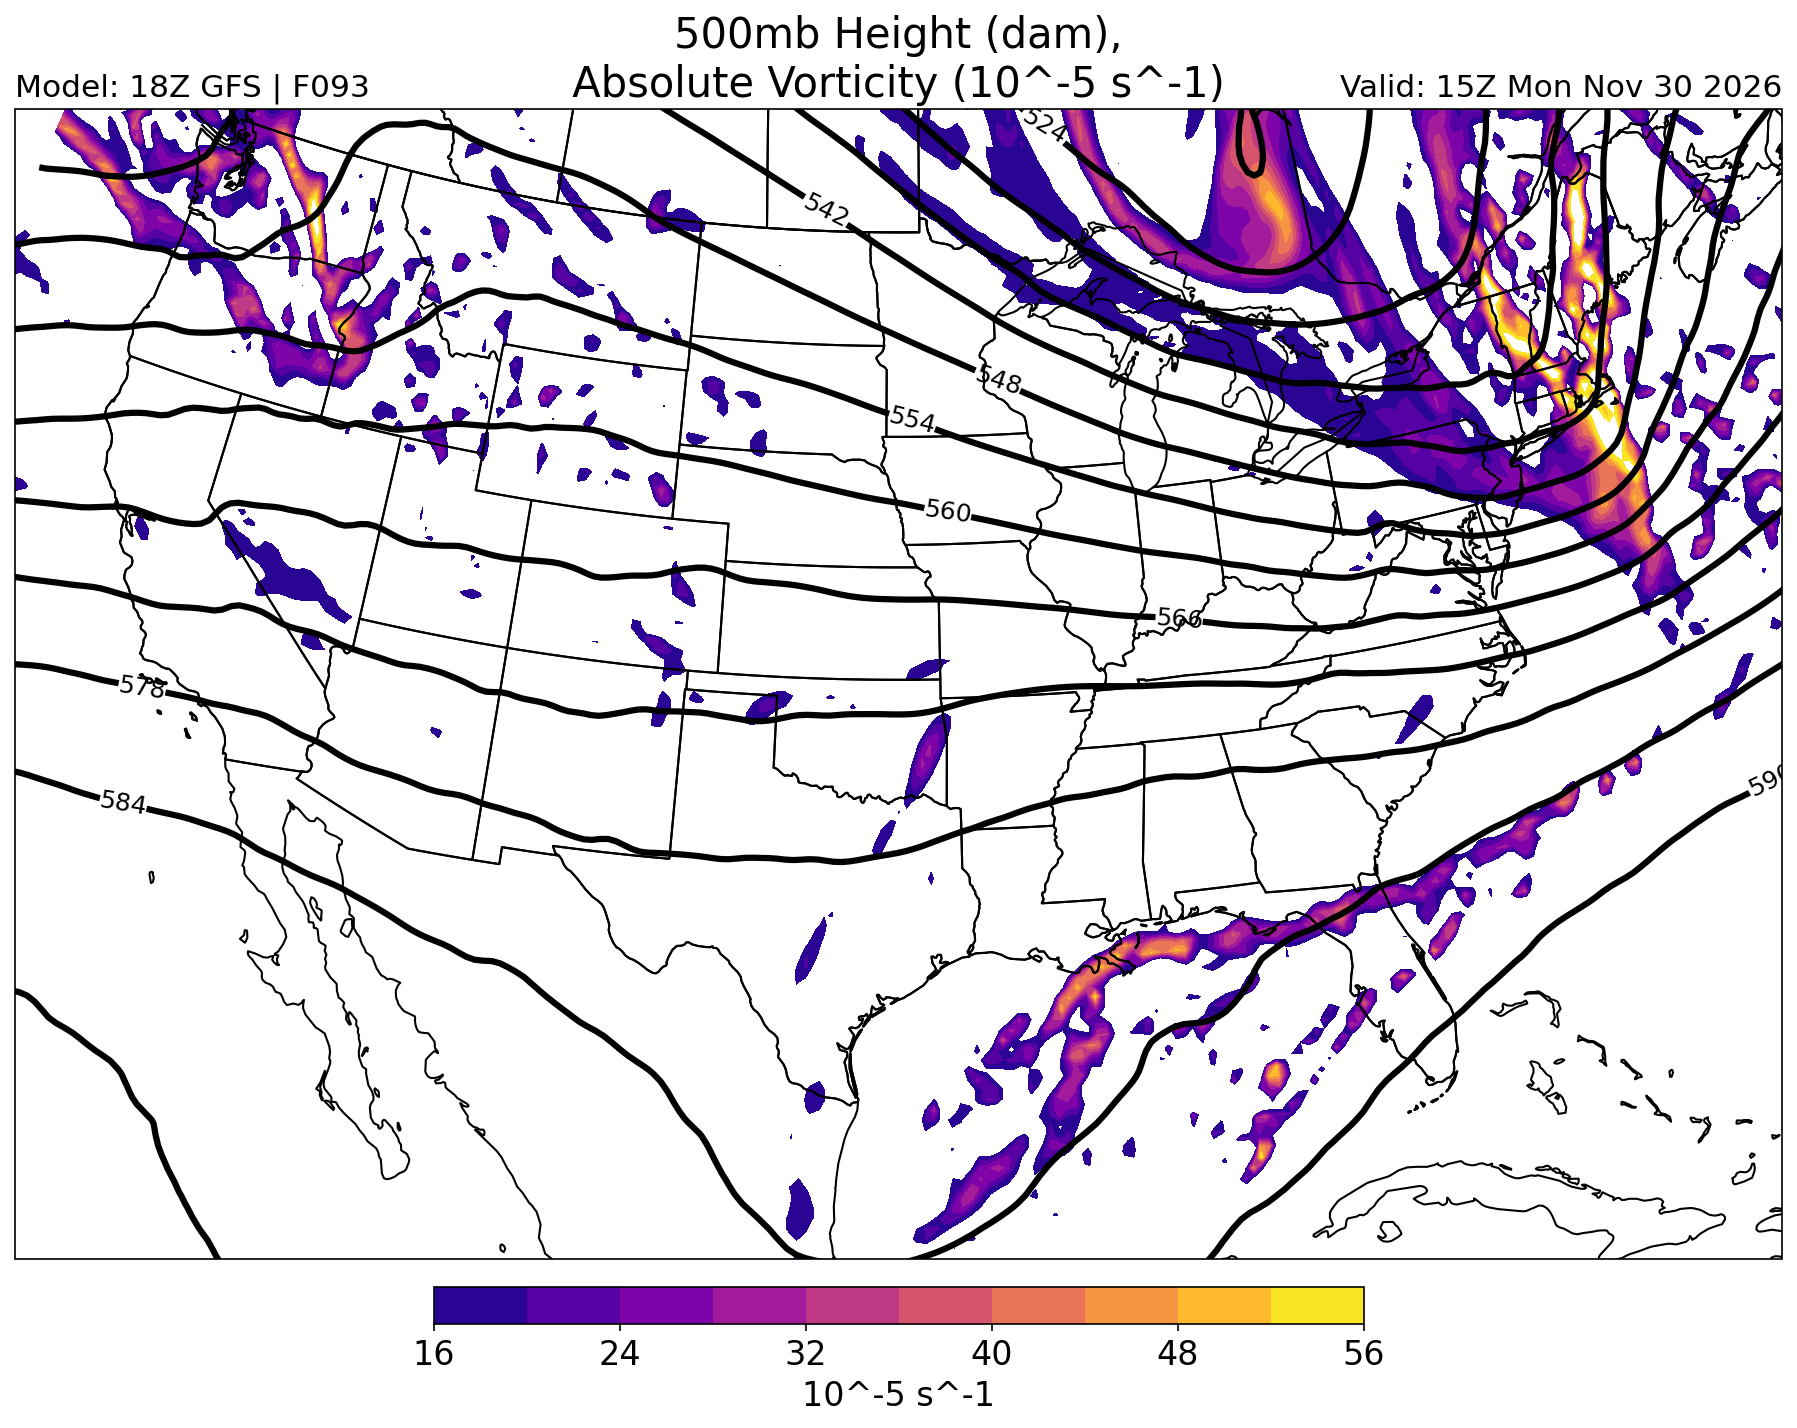 500mb Height (dam),
Absolute Vorticity (10^-5 s^-1)
Model: 18Z GFS | F093
Valid: 15Z Mon Nov 30 2026
524
542
548
554
560
566
578
584
590
16 24 32 40 48 56
10^-5 s^-1